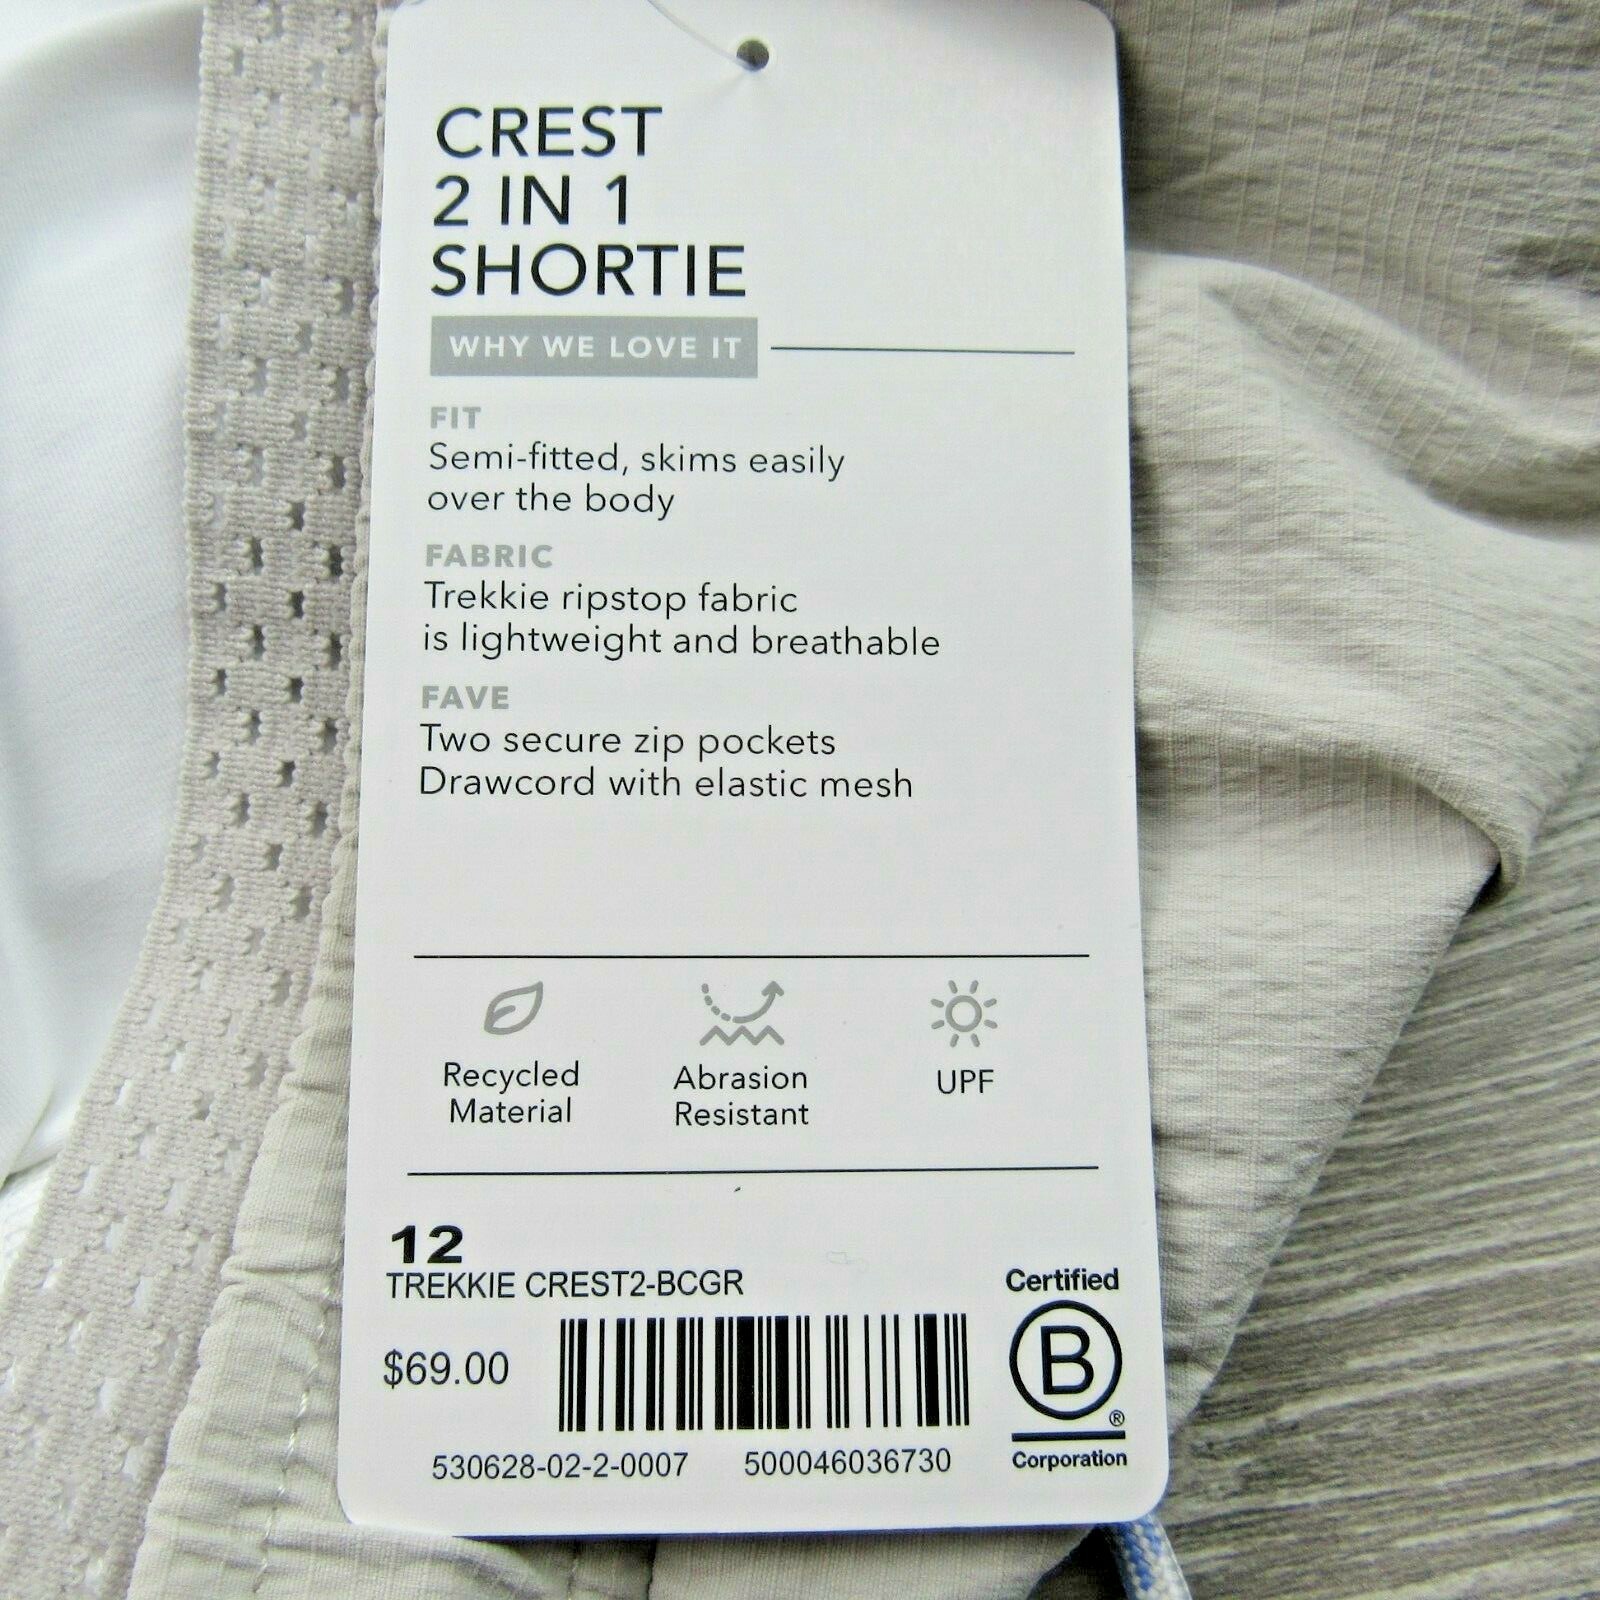 CREST
2 IN 1
SHORTIE
WHY WE LOVE IT
FIT
Semi-fitted, skims easily
over the body
FABRIC
Trekkie ripstop fabric
is lightweight and breathable
FAVE
Two secure zip pockets
Drawcord with elastic mesh
Recycled
Material
Abrasion
Resistant
UPF
12
TREKKIE CREST2-BCGR
$69.00
530628-02-2-0007 500046036730
Certified
B
®
Corporation